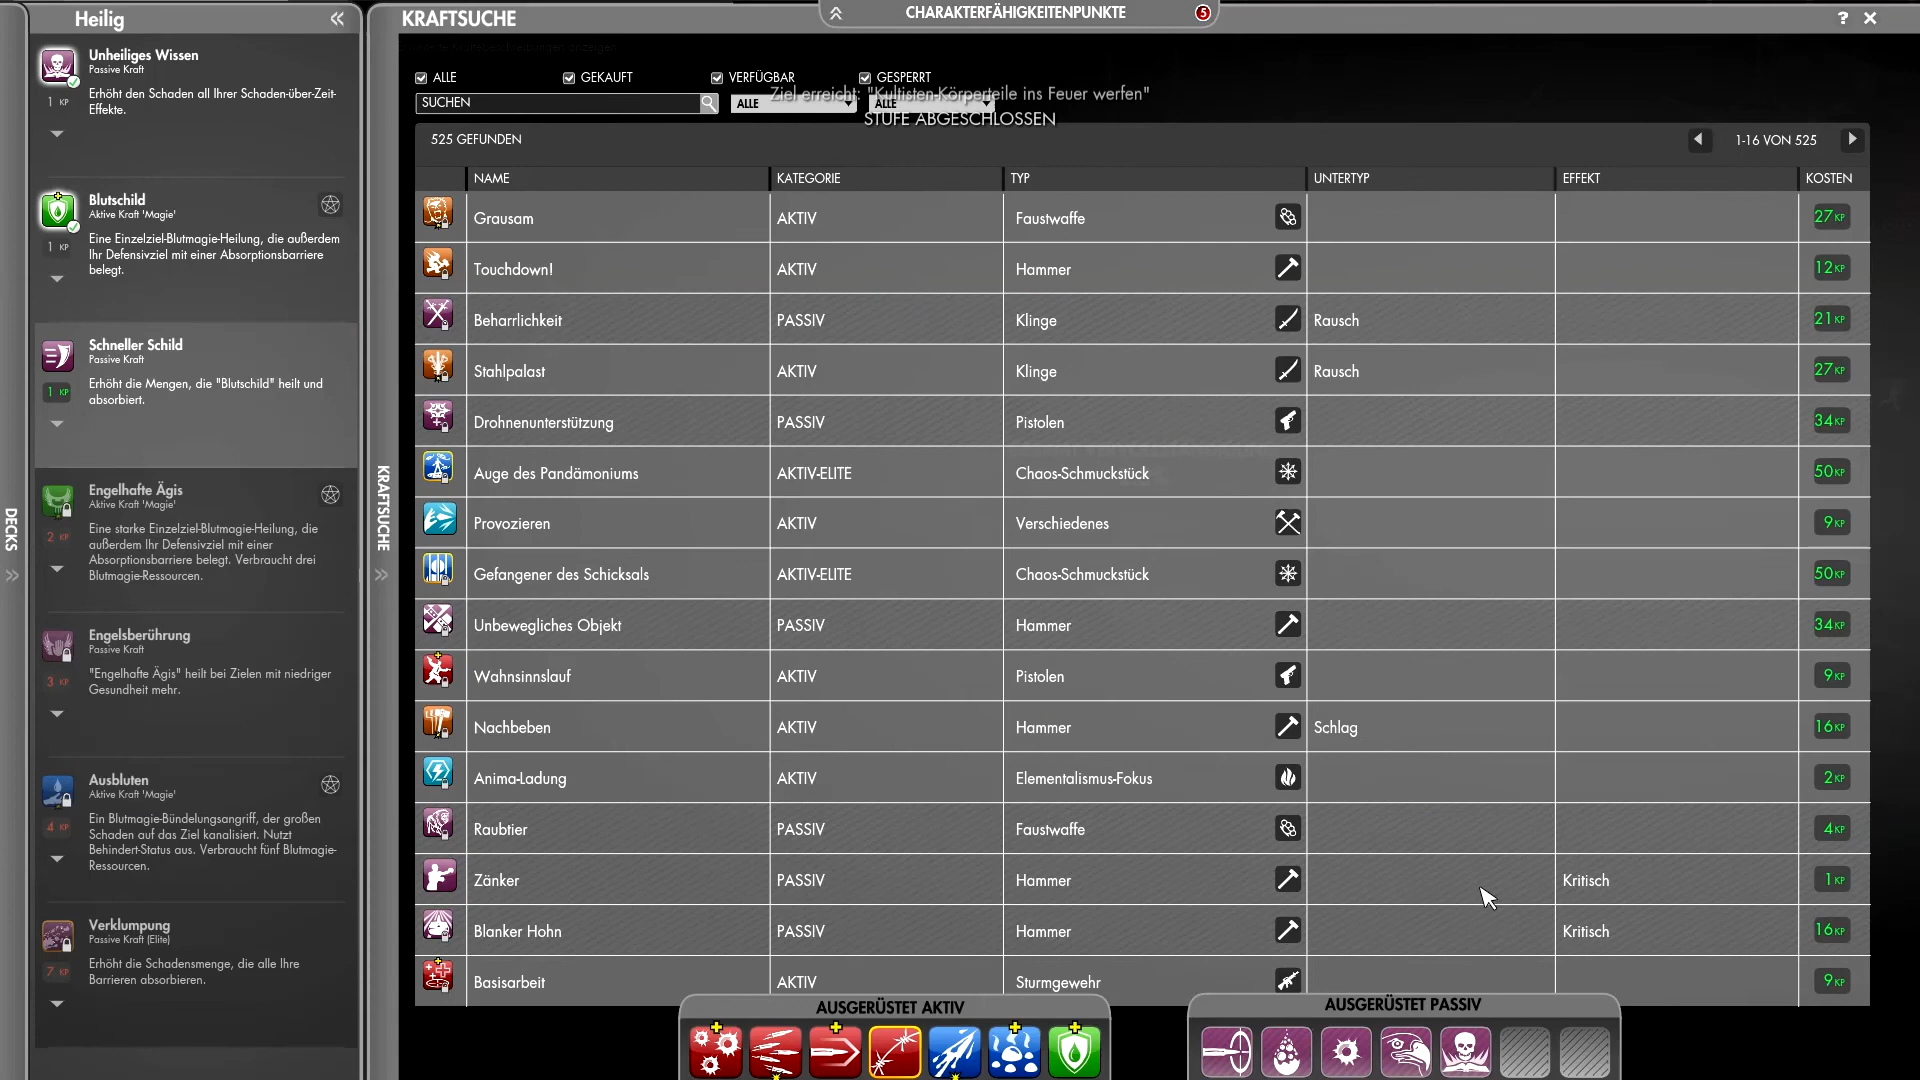 Heilig
KRAFTSUCHE
CHARAKTERFÄHIGKEITENPUNKTE
5
?
DECKS
KRAFTSUCHE
Unheiliges Wissen
Passive Kraft
1 KP
Erhöht den Schaden all Ihrer Schaden-über-Zeit-
Effekte.
Blutschild
Aktive Kraft 'Magie'
1 KP
Eine Einzelziel-Blutmagie-Heilung, die außerdem
Ihr Defensivziel mit einer Absorptionsbarriere
belegt.
Schneller Schild
Passive Kraft
1 KP
Erhöht die Mengen, die "Blutschild" heilt und
absorbiert.
Engelhafte Ägis
Aktive Kraft 'Magie'
2 KP
Eine starke Einzelziel-Blutmagie-Heilung, die
außerdem Ihr Defensivziel mit einer
Absorptionsbarriere belegt. Verbraucht drei
Blutmagie-Ressourcen.
Engelsberührung
Passive Kraft
3 KP
"Engelhafte Ägis" heilt bei Zielen mit niedriger
Gesundheit mehr.
Ausbluten
Aktive Kraft 'Magie'
4 KP
Ein Blutmagie-Bündelungsangriff, der großen
Schaden auf das Ziel kanalisiert. Nutzt
Behindert-Status aus. Verbraucht fünf Blutmagie-
Ressourcen.
Verklumpung
Passive Kraft (Elite)
7 KP
Erhöht die Schadensmenge, die alle Ihre
Barrieren absorbieren.
ALLE GEKAUFT VERFÜGBAR GESPERRT
Ziel erreicht: "Kultisten-Körperteile ins Feuer werfen"
SUCHEN ALLE ALLE
STUFE ABGESCHLOSSEN
525 GEFUNDEN 1-16 VON 525
NAME KATEGORIE TYP UNTERTYP EFFEKT KOSTEN
Grausam AKTIV Faustwaffe 27 KP
Touchdown! AKTIV Hammer 12 KP
Beharrlichkeit PASSIV Klinge Rausch 21 KP
Stahlpalast AKTIV Klinge Rausch 27 KP
Drohnenunterstützung PASSIV Pistolen 34 KP
Auge des Pandämoniums AKTIV-ELITE Chaos-Schmuckstück 50 KP
Provozieren AKTIV Verschiedenes 9 KP
Gefangener des Schicksals AKTIV-ELITE Chaos-Schmuckstück 50 KP
Unbewegliches Objekt PASSIV Hammer 34 KP
Wahnsinnslauf AKTIV Pistolen 9 KP
Nachbeben AKTIV Hammer Schlag 16 KP
Anima-Ladung AKTIV Elementalismus-Fokus 2 KP
Raubtier PASSIV Faustwaffe 4 KP
Zänker PASSIV Hammer Kritisch 1 KP
Blanker Hohn PASSIV Hammer Kritisch 16 KP
Basisarbeit AKTIV Sturmgewehr 9 KP
AUSGERÜSTET AKTIV
AUSGERÜSTET PASSIV